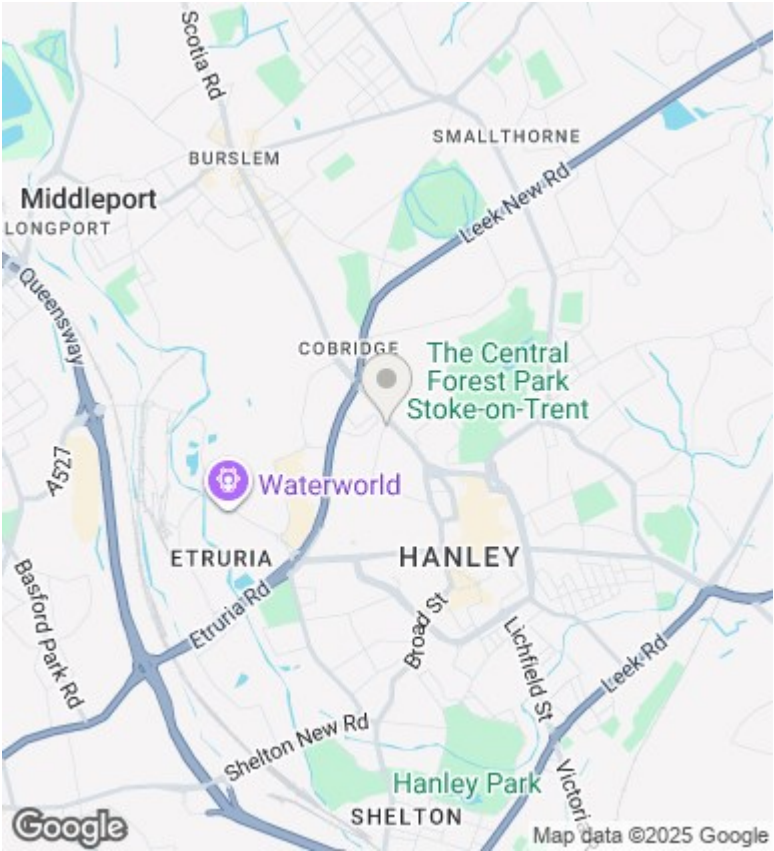 Scotia Rd
SMALLTHORNE
BURSLEM
Middleport
LONGPORT
Leek New Rd
Queensway
COBRIDGE
The Central
Forest Park
Stoke-on-Trent
A527
Waterworld
ETRURIA
HANLEY
Basford Park Rd
Etruria Rd
Broad St
Lichfield St
Leek Rd
Shelton New Rd
Hanley Park
Victoria
SHELTON
Google
Map data ©2025 Google